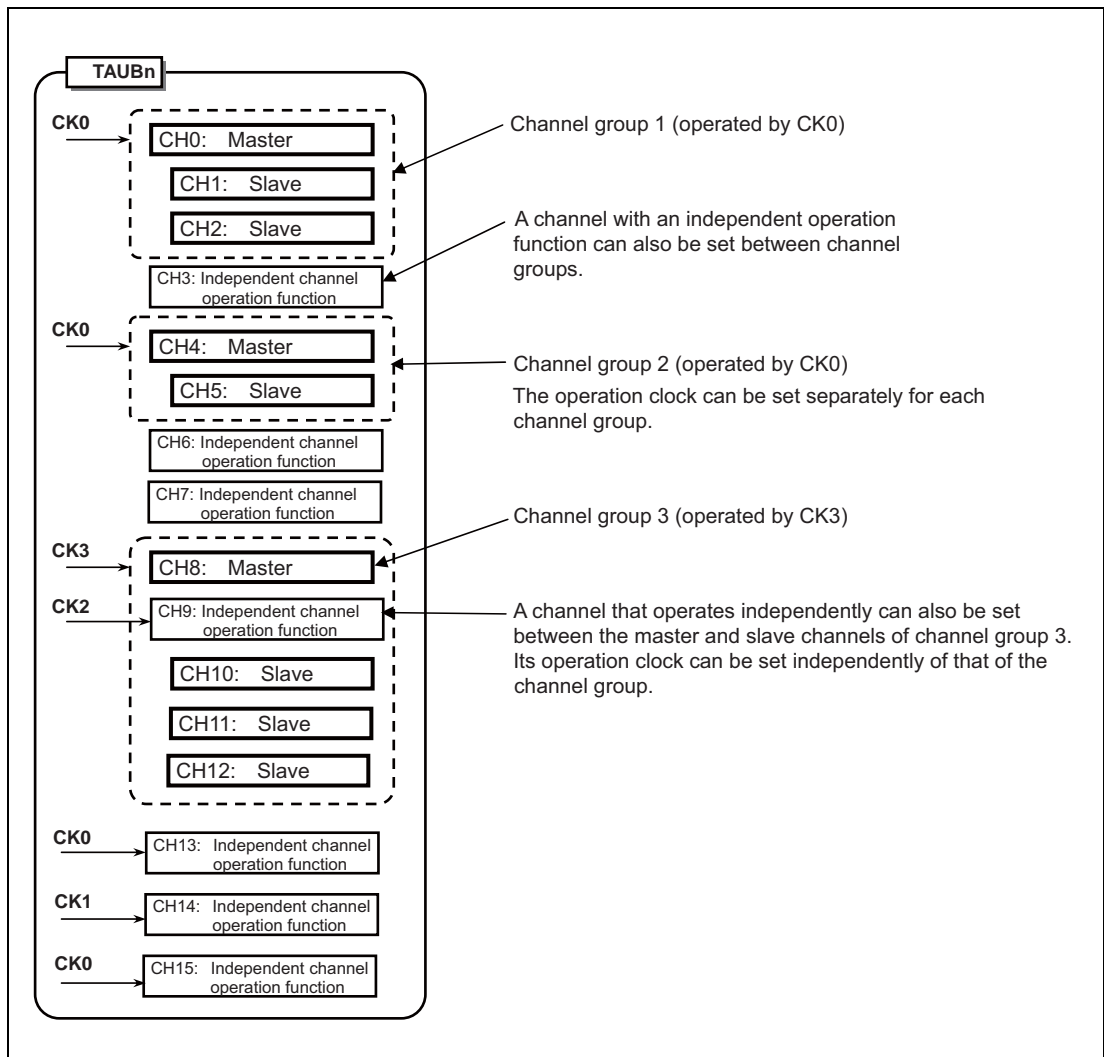 TAUBn
CK0
CH0: Master
Channel group 1 (operated by CK0)
CH1: Slave
CH2: Slave
A channel with an independent operation
function can also be set between channel
groups.
CH3: Independent channel
operation function
CK0
CH4: Master
Channel group 2 (operated by CK0)
CH5: Slave
The operation clock can be set separately for each
channel group.
CH6: Independent channel
operation function
CH7: Independent channel
operation function
Channel group 3 (operated by CK3)
CK3
CH8: Master
CK2
CH9: Independent channel
operation function
A channel that operates independently can also be set
between the master and slave channels of channel group 3.
Its operation clock can be set independently of that of the
channel group.
CH10: Slave
CH11: Slave
CH12: Slave
CK0
CH13: Independent channel
operation function
CK1
CH14: Independent channel
operation function
CK0
CH15: Independent channel
operation function